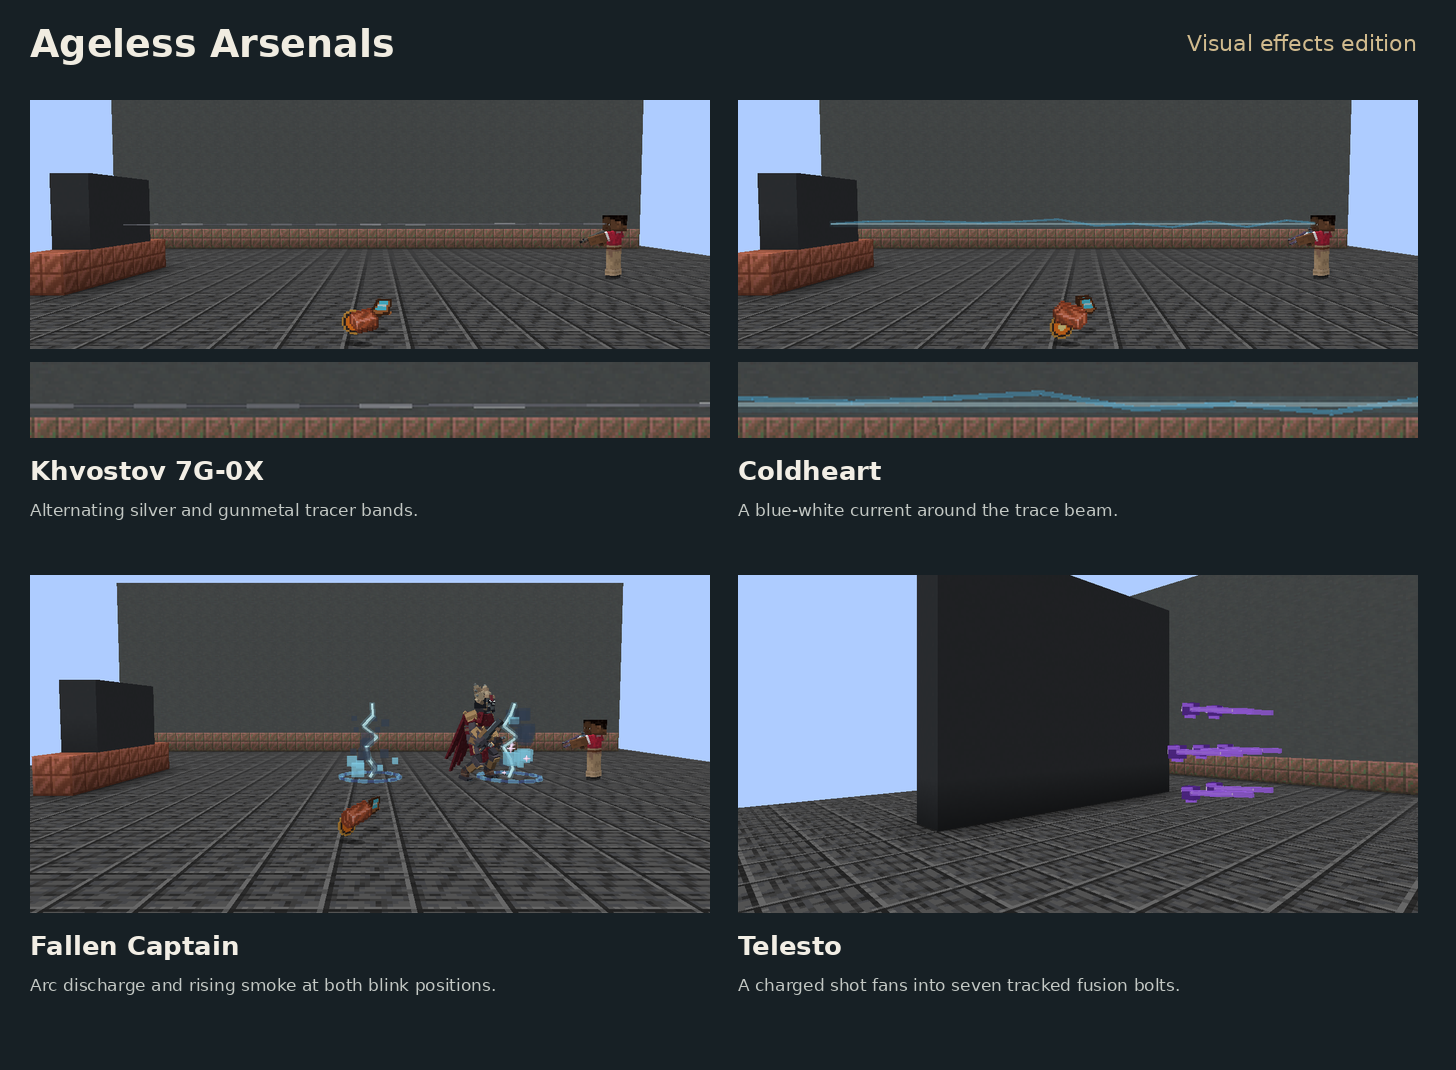 Ageless Arsenals
Visual effects edition
Khvostov 7G-0X
Alternating silver and gunmetal tracer bands.
Coldheart
A blue-white current around the trace beam.
Fallen Captain
Arc discharge and rising smoke at both blink positions.
Telesto
A charged shot fans into seven tracked fusion bolts.